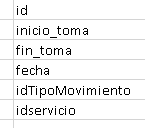 id
inicio_toma
fin_toma
fecha
idTipoMovimiento
idservicio